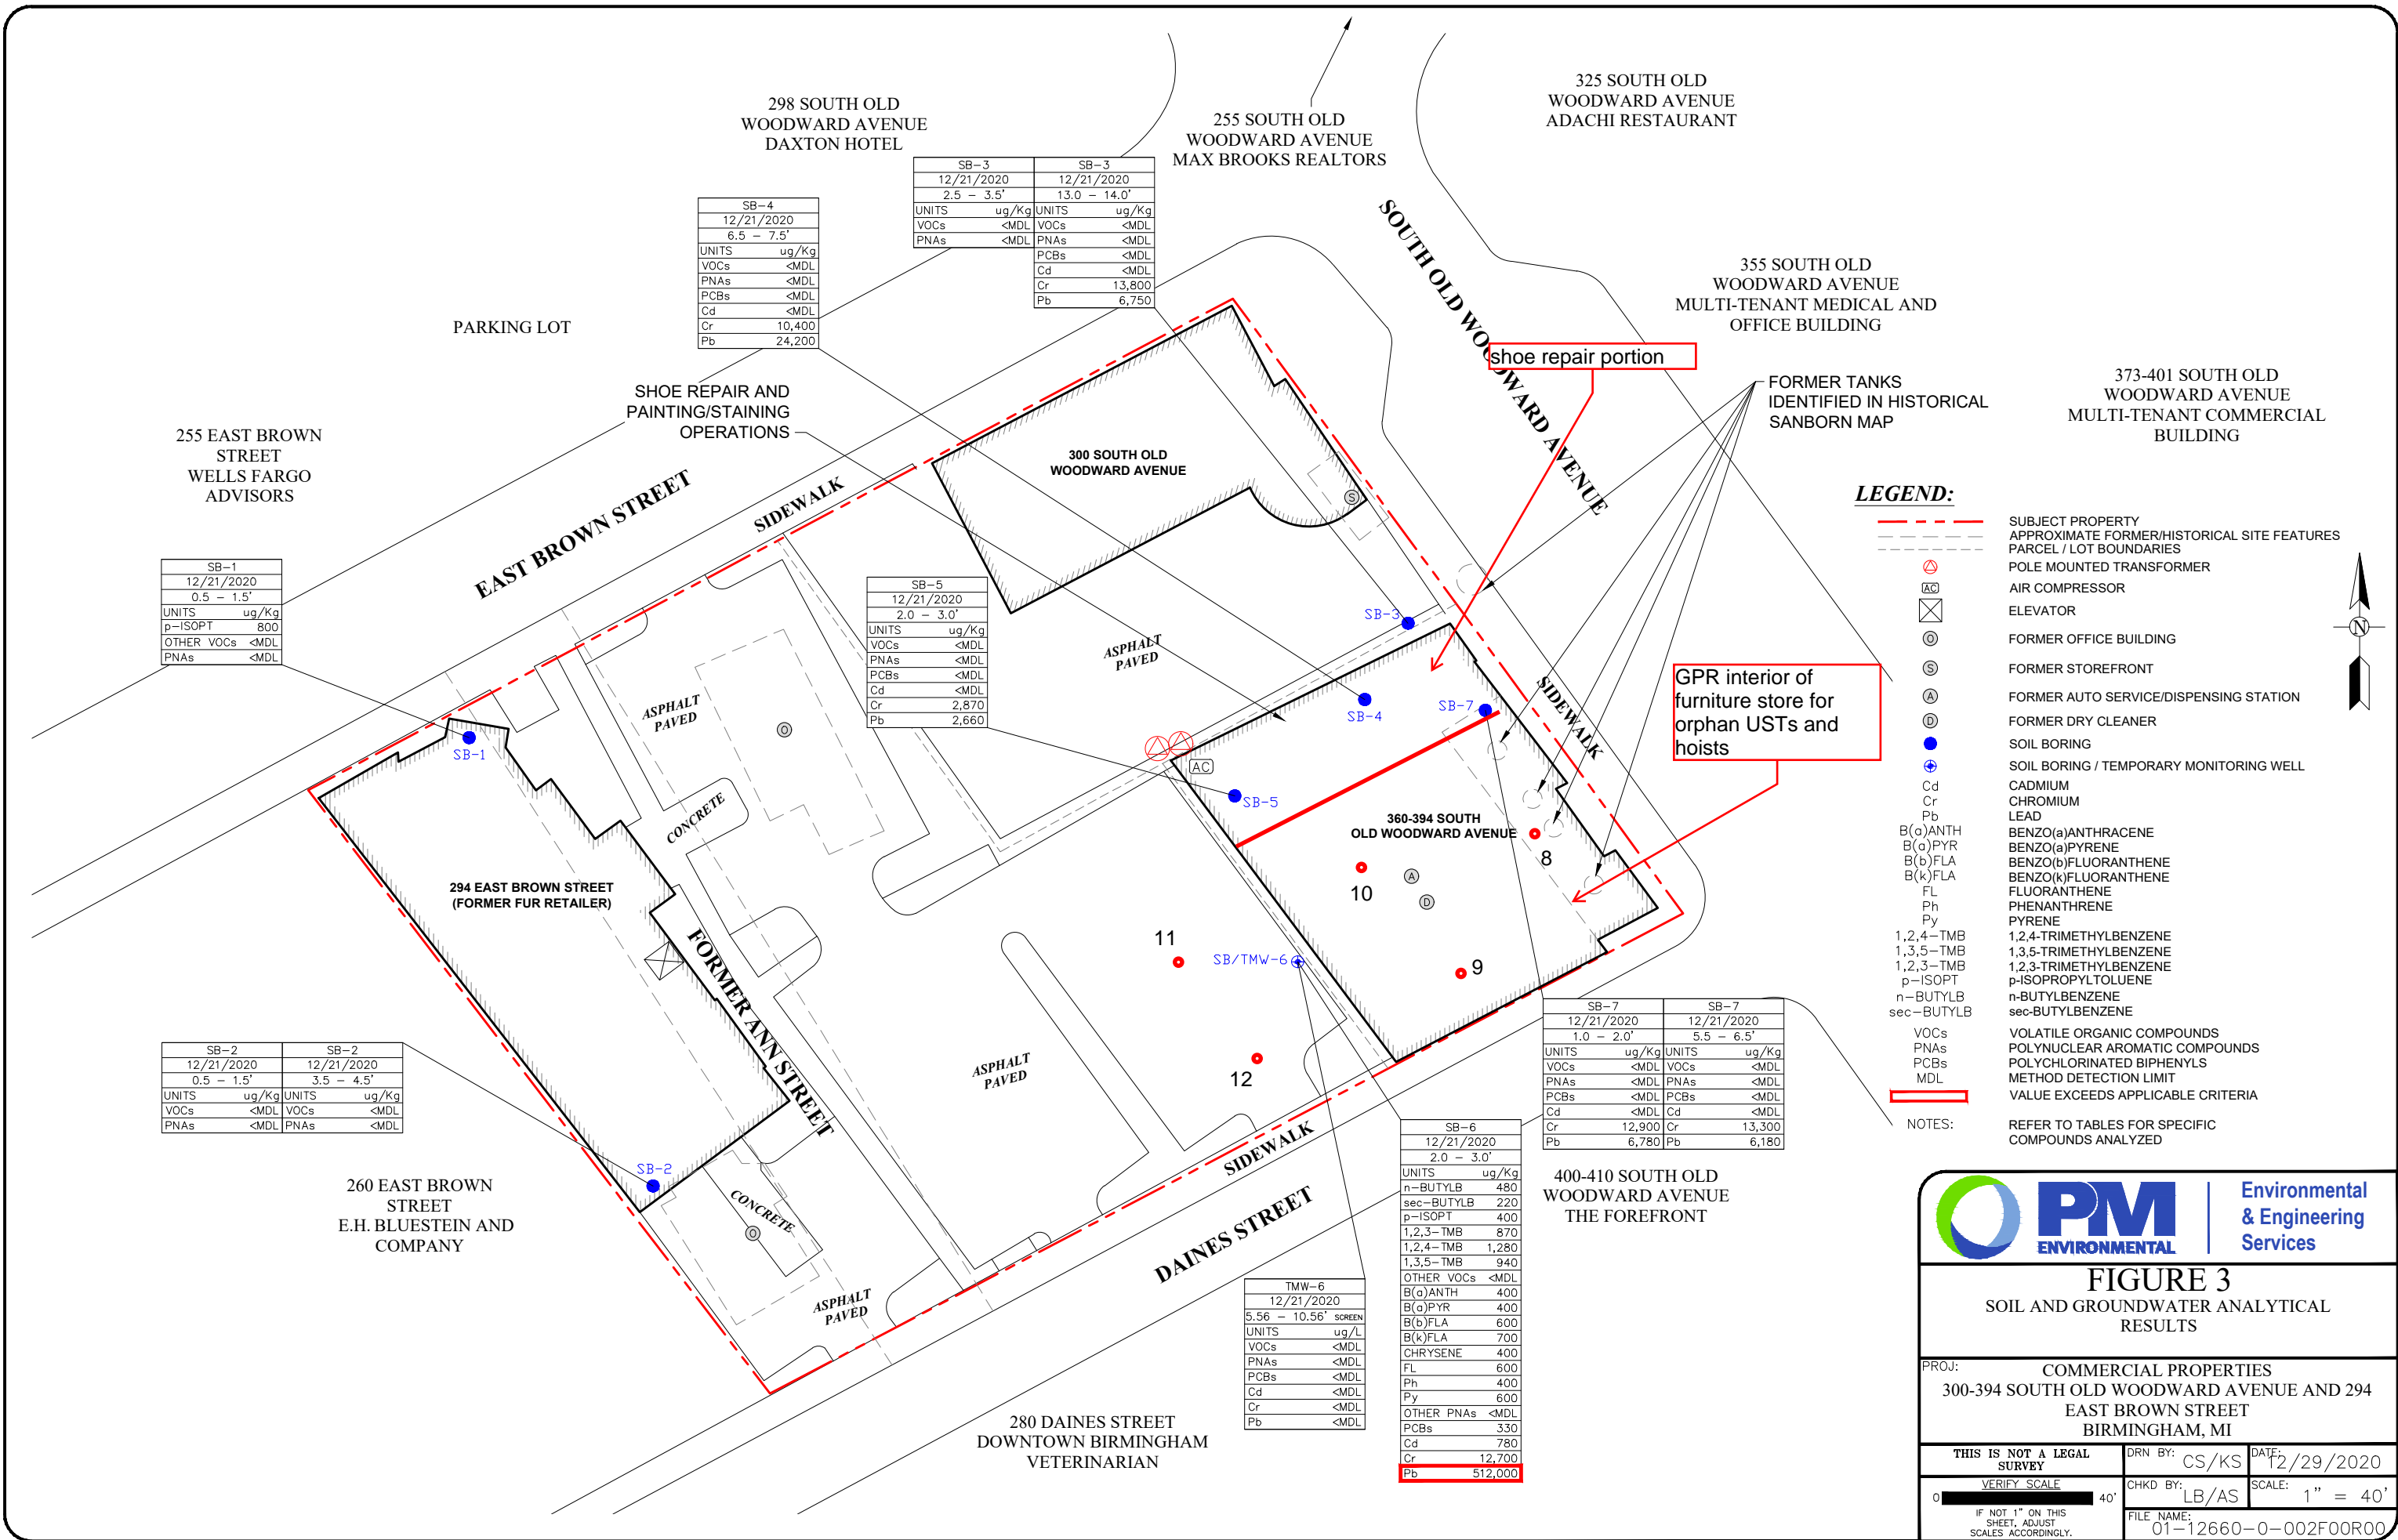 298 SOUTH OLD
WOODWARD AVENUE
DAXTON HOTEL
255 SOUTH OLD
WOODWARD AVENUE
MAX BROOKS REALTORS
325 SOUTH OLD
WOODWARD AVENUE
ADACHI RESTAURANT
355 SOUTH OLD
WOODWARD AVENUE
MULTI-TENANT MEDICAL AND
OFFICE BUILDING
373-401 SOUTH OLD
WOODWARD AVENUE
MULTI-TENANT COMMERCIAL
BUILDING
PARKING LOT
255 EAST BROWN
STREET
WELLS FARGO
ADVISORS
SB-4
12/21/2020
6.5 - 7.5'
UNITS ug/Kg
VOCs <MDL
PNAs <MDL
PCBs <MDL
Cd <MDL
Cr 10,400
Pb 24,200
SB-3 SB-3
12/21/2020 12/21/2020
2.5 - 3.5' 13.0 - 14.0'
UNITS ug/Kg UNITS ug/Kg
VOCs <MDL VOCs <MDL
PNAs <MDL PNAs <MDL
PCBs <MDL
Cd <MDL
Cr 13,800
Pb 6,750
SHOE REPAIR AND
PAINTING/STAINING
OPERATIONS
SOUTH OLD WOODWARD AVENUE
shoe repair portion
FORMER TANKS
IDENTIFIED IN HISTORICAL
SANBORN MAP
EAST BROWN STREET
SIDEWALK
300 SOUTH OLD
WOODWARD AVENUE
S
SB-1
12/21/2020
0.5 - 1.5'
UNITS ug/Kg
p-ISOPT 800
OTHER VOCs <MDL
PNAs <MDL
SB-5
12/21/2020
2.0 - 3.0'
UNITS ug/Kg
VOCs <MDL
PNAs <MDL
PCBs <MDL
Cd <MDL
Cr 2,870
Pb 2,660
ASPHALT
PAVED
SB-3
SB-4
SB-7
SIDEWALK
GPR interior of
furniture store for
orphan USTs and
hoists
SB-1
ASPHALT
PAVED
O
AC
SB-5
CONCRETE
360-394 SOUTH
OLD WOODWARD AVENUE
8
10
A
D
9
11
SB/TMW-6
12
294 EAST BROWN STREET
(FORMER FUR RETAILER)
FORMER ANN STREET
ASPHALT
PAVED
SB-2 SB-2
12/21/2020 12/21/2020
0.5 - 1.5' 3.5 - 4.5'
UNITS ug/Kg UNITS ug/Kg
VOCs <MDL VOCs <MDL
PNAs <MDL PNAs <MDL
SB-2
CONCRETE
O
260 EAST BROWN
STREET
E.H. BLUESTEIN AND
COMPANY
ASPHALT
PAVED
SIDEWALK
DAINES STREET
SB-7 SB-7
12/21/2020 12/21/2020
1.0 - 2.0' 5.5 - 6.5'
UNITS ug/Kg UNITS ug/Kg
VOCs <MDL VOCs <MDL
PNAs <MDL PNAs <MDL
PCBs <MDL PCBs <MDL
Cd <MDL Cd <MDL
Cr 12,900 Cr 13,300
Pb 6,780 Pb 6,180
SB-6
12/21/2020
2.0 - 3.0'
UNITS ug/Kg
n-BUTYLB 480
sec-BUTYLB 220
p-ISOPT 400
1,2,3-TMB 870
1,2,4-TMB 1,280
1,3,5-TMB 940
OTHER VOCs <MDL
B(a)ANTH 400
B(a)PYR 400
B(b)FLA 600
B(k)FLA 700
CHRYSENE 400
FL 600
Ph 400
Py 600
OTHER PNAs <MDL
PCBs 330
Cd 780
Cr 12,700
Pb 512,000
TMW-6
12/21/2020
5.56 - 10.56' SCREEN
UNITS ug/L
VOCs <MDL
PNAs <MDL
PCBs <MDL
Cd <MDL
Cr <MDL
Pb <MDL
400-410 SOUTH OLD
WOODWARD AVENUE
THE FOREFRONT
280 DAINES STREET
DOWNTOWN BIRMINGHAM
VETERINARIAN
LEGEND:
SUBJECT PROPERTY
APPROXIMATE FORMER/HISTORICAL SITE FEATURES
PARCEL / LOT BOUNDARIES
POLE MOUNTED TRANSFORMER
AC AIR COMPRESSOR
ELEVATOR
O FORMER OFFICE BUILDING
S FORMER STOREFRONT
A FORMER AUTO SERVICE/DISPENSING STATION
D FORMER DRY CLEANER
SOIL BORING
SOIL BORING / TEMPORARY MONITORING WELL
Cd CADMIUM
Cr CHROMIUM
Pb LEAD
B(a)ANTH BENZO(a)ANTHRACENE
B(a)PYR BENZO(a)PYRENE
B(b)FLA BENZO(b)FLUORANTHENE
B(k)FLA BENZO(k)FLUORANTHENE
FL FLUORANTHENE
Ph PHENANTHRENE
Py PYRENE
1,2,4-TMB 1,2,4-TRIMETHYLBENZENE
1,3,5-TMB 1,3,5-TRIMETHYLBENZENE
1,2,3-TMB 1,2,3-TRIMETHYLBENZENE
p-ISOPT p-ISOPROPYLTOLUENE
n-BUTYLB n-BUTYLBENZENE
sec-BUTYLB sec-BUTYLBENZENE
VOCs VOLATILE ORGANIC COMPOUNDS
PNAs POLYNUCLEAR AROMATIC COMPOUNDS
PCBs POLYCHLORINATED BIPHENYLS
MDL METHOD DETECTION LIMIT
VALUE EXCEEDS APPLICABLE CRITERIA
NOTES: REFER TO TABLES FOR SPECIFIC
COMPOUNDS ANALYZED
N
PM
ENVIRONMENTAL
Environmental
& Engineering
Services
FIGURE 3
SOIL AND GROUNDWATER ANALYTICAL
RESULTS
PROJ: COMMERCIAL PROPERTIES
300-394 SOUTH OLD WOODWARD AVENUE AND 294
EAST BROWN STREET
BIRMINGHAM, MI
THIS IS NOT A LEGAL
SURVEY
DRN BY: CS/KS
DATE: 12/29/2020
VERIFY SCALE
0 40'
IF NOT 1" ON THIS
SHEET, ADJUST
SCALES ACCORDINGLY.
CHKD BY: LB/AS
SCALE: 1" = 40'
FILE NAME: 01-12660-0-002F00R00